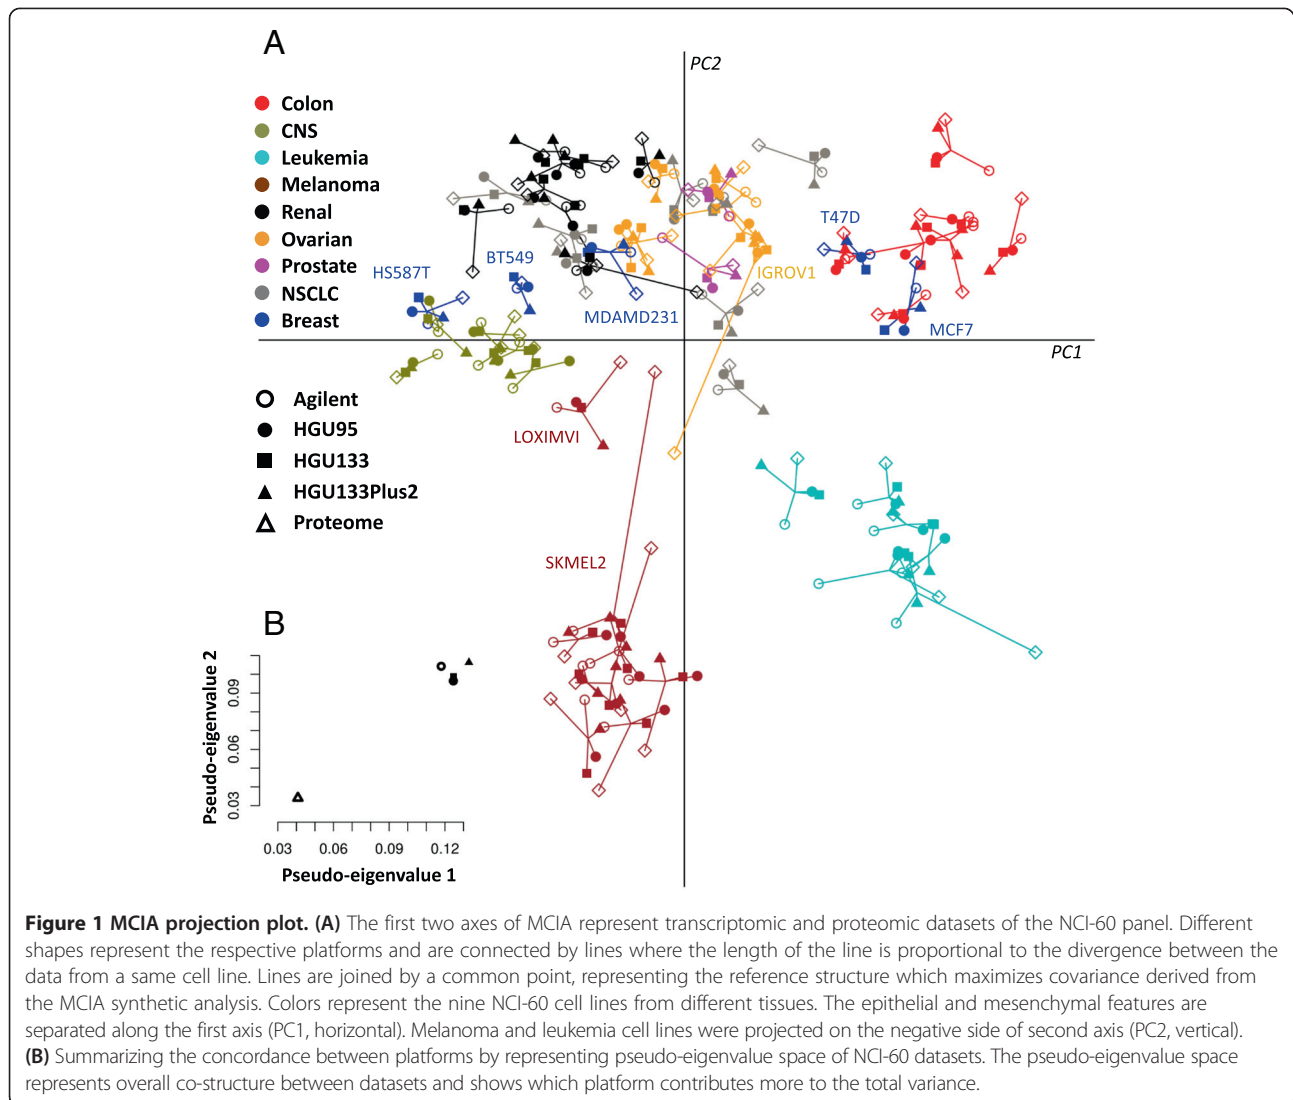 A
PC2
Colon
CNS
Leukemia
Melanoma
Renal
Ovarian
Prostate
NSCLC
Breast
T47D
HS587T
BT549
IGROV1
MDAMD231
MCF7
PC1
Agilent
HGU95
HGU133
HGU133Plus2
Proteome
LOXIMVI
SKMEL2
B
Pseudo-eigenvalue 2
0.09
0.06
0.03
0.03 0.06 0.09 0.12
Pseudo-eigenvalue 1
Figure 1 MCIA projection plot. (A) The first two axes of MCIA represent transcriptomic and proteomic datasets of the NCI-60 panel. Different
shapes represent the respective platforms and are connected by lines where the length of the line is proportional to the divergence between the
data from a same cell line. Lines are joined by a common point, representing the reference structure which maximizes covariance derived from
the MCIA synthetic analysis. Colors represent the nine NCI-60 cell lines from different tissues. The epithelial and mesenchymal features are
separated along the first axis (PC1, horizontal). Melanoma and leukemia cell lines were projected on the negative side of second axis (PC2, vertical).
(B) Summarizing the concordance between platforms by representing pseudo-eigenvalue space of NCI-60 datasets. The pseudo-eigenvalue space
represents overall co-structure between datasets and shows which platform contributes more to the total variance.